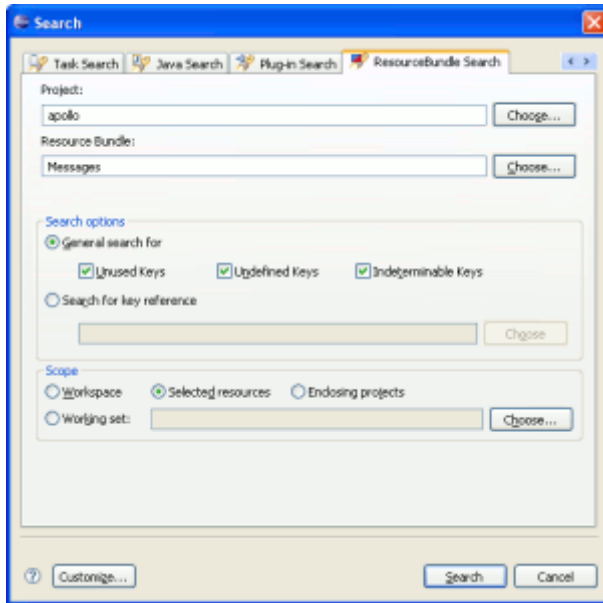 Search
Task Search Java Search Plug-in Search ResourceBundle Search
Project:
apollo Choose...
Resource Bundle:
Messages Choose...
Search options
General search for
Unused Keys Undefined Keys Indeterminable Keys
Search for key reference
Choose
Scope
Workspace Selected resources Enclosing projects
Working set: Choose...
Customize... Search Cancel